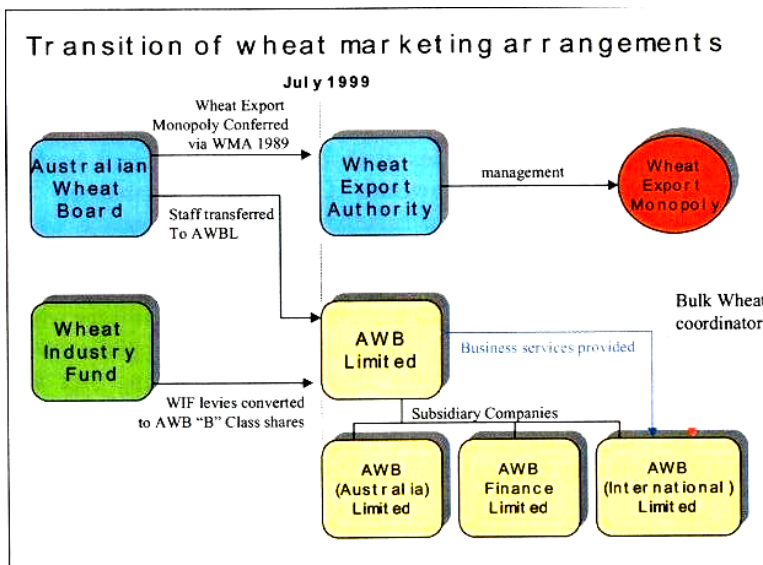 Transition of wheat marketing arrangements
July 1999
Wheat Export
Monopoly Conferred
via WMA 1989
Australian
Wheat
Board
Wheat
Export
Authority
management
Wheat
Export
Monopoly
Staff transferred
To AWBL
Wheat
Industry
Fund
AWB
Limited
Business services provided
Bulk Wheat
coordinator
WIF levies converted
to AWB "B" Class shares
Subsidiary Companies
AWB
(Australia)
Limited
AWB
Finance
Limited
AWB
(International)
Limited